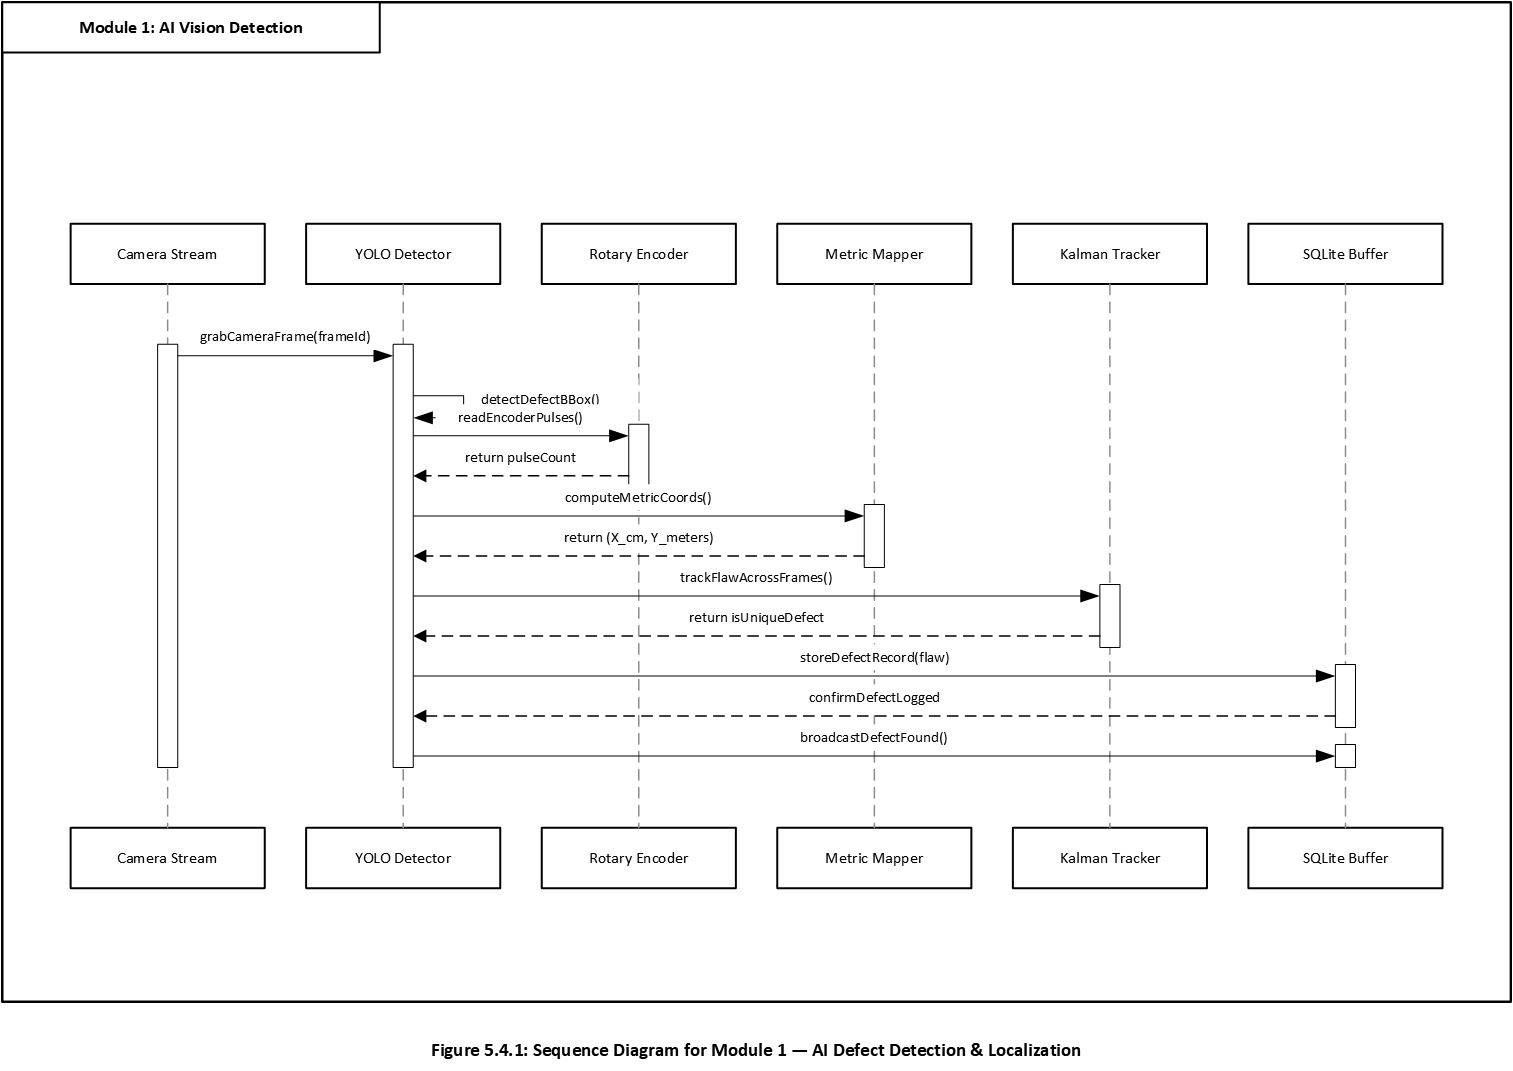 Module 1: AI Vision Detection
Camera Stream
YOLO Detector
Rotary Encoder
Metric Mapper
Kalman Tracker
SQLite Buffer
grabCameraFrame(frameId)
detectDefectBBox()
readEncoderPulses()
return pulseCount
computeMetricCoords()
return (X_cm, Y_meters)
trackFlawAcrossFrames()
return isUniqueDefect
storeDefectRecord(flaw)
confirmDefectLogged
broadcastDefectFound()
Camera Stream
YOLO Detector
Rotary Encoder
Metric Mapper
Kalman Tracker
SQLite Buffer
Figure 5.4.1: Sequence Diagram for Module 1 — AI Defect Detection & Localization